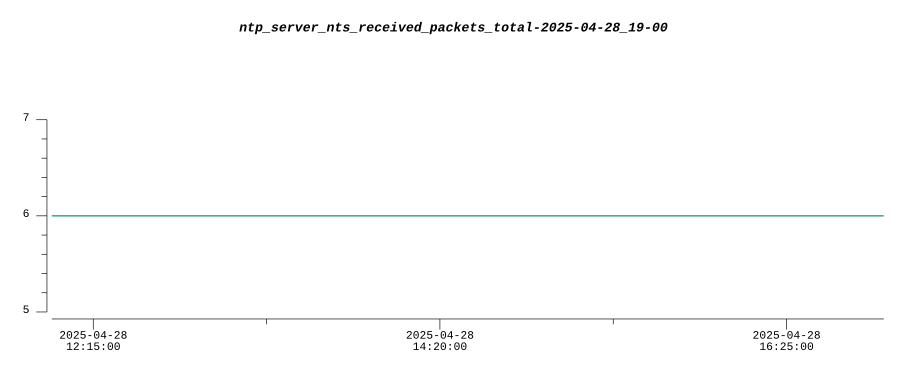 ntp_server_nts_received_packets_total-2025-04-28_19-00
7
6
5
2025-04-28 2025-04-28 2025-04-28
12:15:00 14:20:00 16:25:00